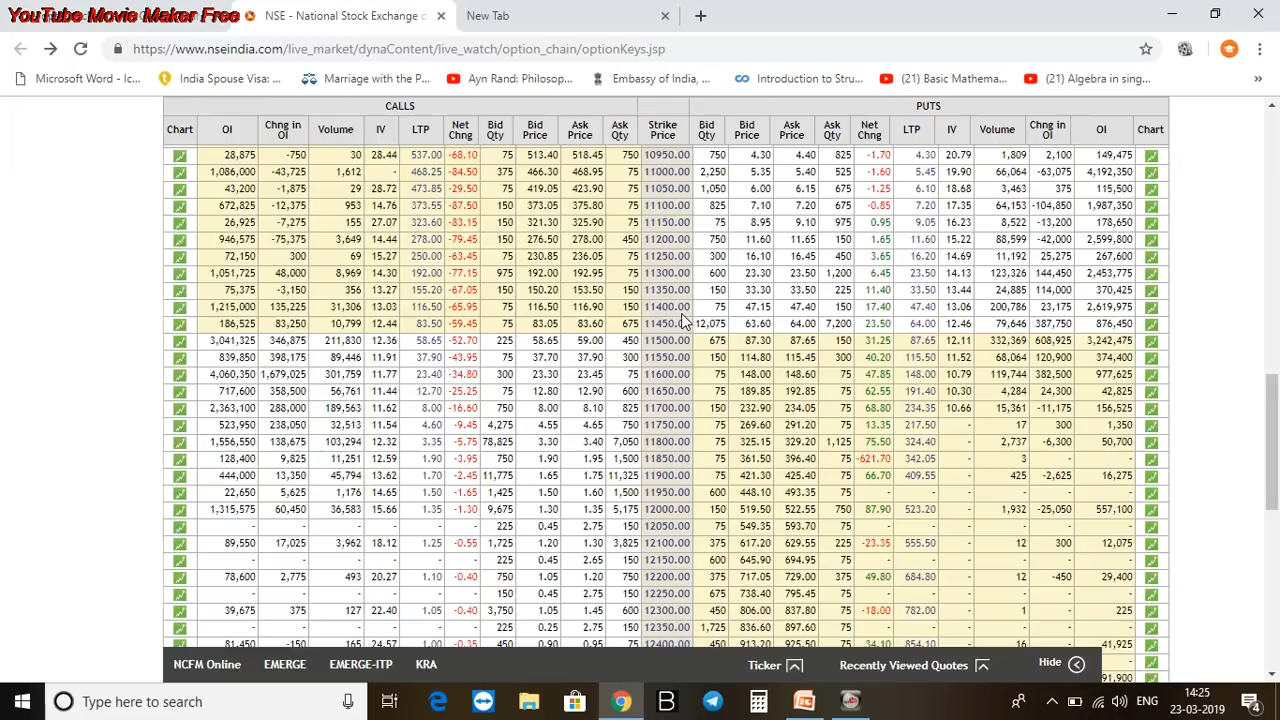 YouTube Movie Maker Free
NSE - National Stock Exchange o
New Tab
https://www.nseindia.com/live_market/dynaContent/live_watch/option_chain/optionKeys.jsp
Microsoft Word - Ic... India Spouse Visa: ... Marriage with the P... Ayn Rand: Philosop... Embassy of India, ... Introduction to Stru... (21) Basic Mathema... (21) Algebra in sing...
CALLS PUTS
Chart OI Chng in OI Volume IV LTP Net Chng Bid Qty Bid Price Ask Price Ask Qty Strike Price Bid Qty Bid Price Ask Price Ask Qty Net Chng LTP IV Volume Chng in OI OI Chart
28,875 -750 30 28.44 537.00 -68.10 75 513.40 518.45 750 10950.00 750 4.30 4.40 825 -1.70 4.30 20.79 1,809 2,100 149,475
1,086,000 -43,725 1,612 - 468.25 -84.50 375 466.30 468.95 75 11000.00 2,250 5.35 5.40 525 -1.60 5.45 19.90 66,064 -63,075 4,192,350
43,200 -1,875 29 28.72 473.85 -29.50 75 419.05 423.90 75 11050.00 1,050 6.00 6.15 675 -1.25 6.10 18.68 3,463 375 115,500
672,825 -12,375 953 14.76 373.55 -87.50 150 373.05 375.80 75 11100.00 825 7.10 7.20 675 -0.85 7.20 17.35 64,153 -104,850 1,987,350
26,925 -7,275 155 27.07 323.60 -83.15 150 321.30 325.90 75 11150.00 75 8.95 9.10 975 0.95 9.05 16.23 8,522 -13,200 178,650
946,575 -75,375 3,649 14.44 278.00 -79.45 150 276.50 278.00 450 11200.00 750 11.60 11.65 150 1.65 11.60 15.22 88,599 -42,000 2,599,800
72,150 300 69 15.27 250.00 -63.45 75 230.85 236.05 75 11250.00 300 16.10 16.45 450 3.65 16.20 14.69 11,192 25,275 267,600
1,051,725 48,000 8,969 14.30 192.00 -77.15 975 192.00 192.95 75 11300.00 600 23.30 23.50 1,200 6.45 23.50 14.13 123,326 144,450 2,453,775
75,375 -3,150 356 13.27 155.20 -67.05 150 150.20 153.50 150 11350.00 150 33.30 33.50 225 11.40 33.50 13.44 24,885 114,000 370,425
1,215,000 135,225 31,306 13.03 116.50 -65.95 75 116.50 116.90 150 11400.00 75 47.15 47.40 150 17.40 47.40 13.06 200,786 23,175 2,619,975
186,525 83,250 10,799 12.44 83.50 -59.45 75 83.05 83.60 675 11450.00 12,075 63.60 64.00 7,200 23.50 64.00 12.46 79,646 387,750 876,450
3,041,325 346,875 211,830 12.36 58.65 -52.70 225 58.65 59.00 450 11500.00 675 87.30 87.65 150 31.25 87.65 12.11 332,369 608,925 3,242,475
839,850 398,175 89,446 11.91 37.90 -43.95 75 37.70 37.90 300 11550.00 150 114.80 115.45 300 40.20 115.50 11.52 68,064 120,900 374,400
4,060,350 1,679,025 301,759 11.77 23.40 -34.80 300 23.30 23.45 75 11600.00 75 148.00 148.60 75 47.85 148.00 10.79 119,744 382,500 977,625
717,600 358,500 56,761 11.44 12.70 -25.25 75 12.80 12.90 600 11650.00 75 189.85 192.85 75 62.55 191.40 10.30 4,284 24,300 42,825
2,363,100 288,000 189,563 11.62 8.00 -16.60 750 8.00 8.10 825 11700.00 150 232.90 234.05 75 68.80 234.35 10.66 15,361 -11,175 156,525
523,950 238,050 32,513 11.54 4.60 -9.45 4,275 4.55 4.65 750 11750.00 75 269.60 291.20 75 13.35 217.50 - 17 300 1,350
1,556,550 138,675 103,294 12.32 3.35 -5.75 78,825 3.30 3.40 7,050 11800.00 75 325.15 329.20 1,125 75.50 324.40 - 2,737 -6,300 50,700
128,400 9,825 11,251 12.59 1.90 -3.95 750 1.90 1.95 1,500 11850.00 75 361.50 396.40 75 -621.70 342.05 - 3 - -
444,000 13,350 45,794 13.62 1.70 -2.45 11,775 1.65 1.75 11,325 11900.00 75 421.30 425.40 75 66.70 409.55 - 425 -2,625 16,275
22,650 5,625 1,176 14.65 1.50 -1.65 1,425 1.50 1.60 1,500 11950.00 600 448.10 493.35 75 - - - - - -
1,315,575 60,450 36,583 15.66 1.35 -1.30 9,675 1.30 1.35 5,175 12000.00 150 519.50 522.55 750 87.90 523.20 - 1,932 -25,050 557,100
- - - - - - 225 0.45 2.75 150 12050.00 75 549.35 593.70 75 - - - - - -
89,550 17,025 3,962 18.12 1.25 -0.55 1,725 1.20 1.30 3,825 12100.00 375 617.20 629.55 225 -23.35 555.50 - 12 300 12,075
- - - - - - 225 0.45 2.65 150 12150.00 600 645.90 694.95 75 - - - - - -
78,600 2,775 493 20.27 1.10 -0.40 750 1.05 1.20 750 12200.00 375 717.05 729.00 375 49.80 684.80 - 12 -450 29,400
- - - - - - 150 0.45 2.75 150 12250.00 675 738.40 795.45 75 - - - - - -
39,675 375 127 22.40 1.05 -0.40 3,750 1.05 1.45 600 12300.00 450 806.00 837.80 75 -18.00 782.00 - 1 - 225
- - - - - - 225 0.25 2.75 150 12350.00 1,725 836.60 897.60 75 - - - - - -
81,450 -150 165 24.57 1.00 -0.35 450 0.90 0.95 75 12400.00 450 913.20 925.50 75 34.10 854.10 - 16 - 41,925
NCFM Online EMERGE EMERGE-ITP KRA Ticker Recently Viewed Quotes Hide
91,900
Type here to search
ENG
14:25
23-03-2019
4